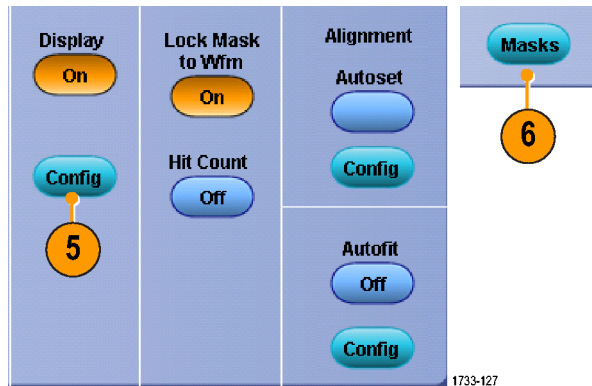 Display
On
Config
5
Lock Mask
to Wfm
On
Hit Count
Off
Alignment
Autoset
Config
Autofit
Off
Config
Masks
6
1733-127